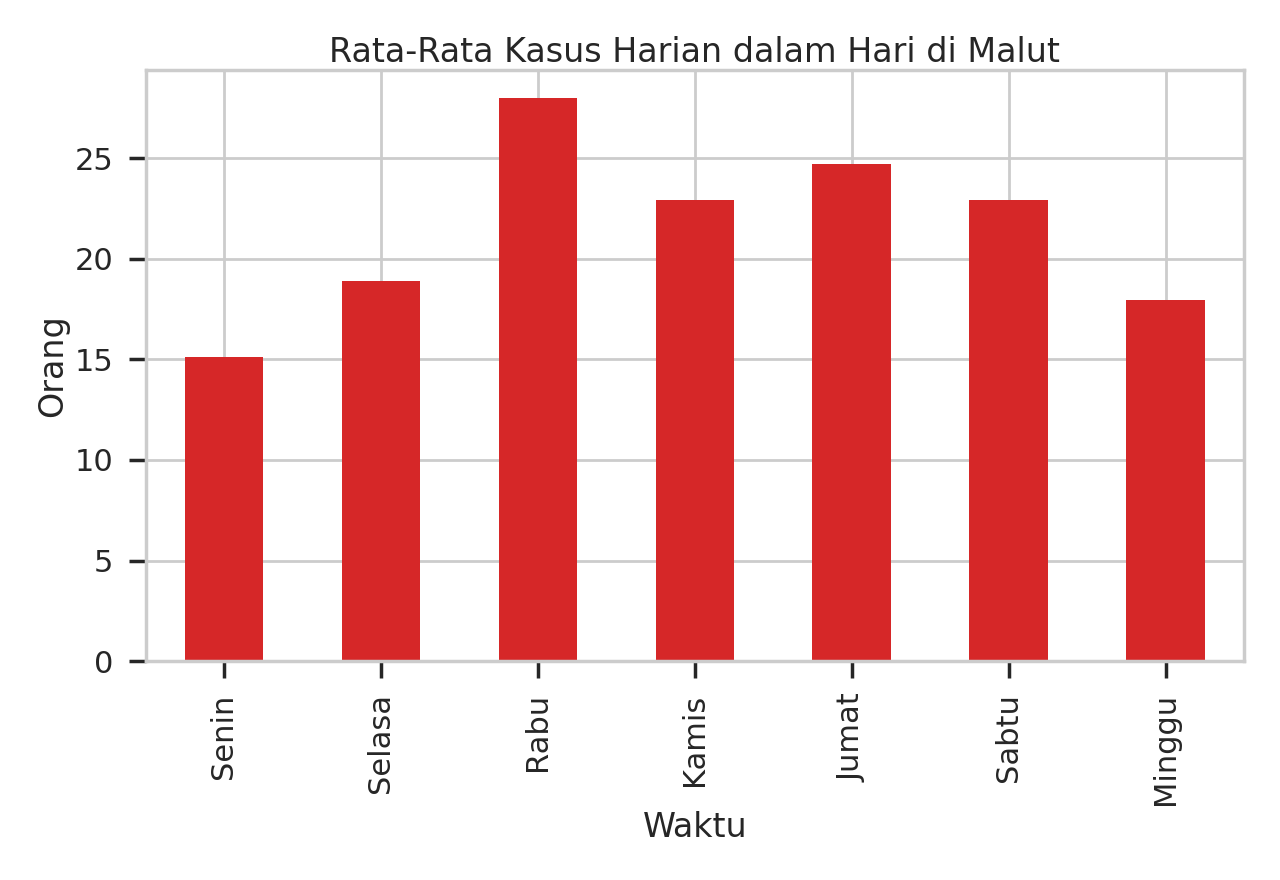 Rata-Rata Kasus Harian dalam Hari di Malut
25
20
15
10
5
0
Orang
Senin
Selasa
Rabu
Kamis
Jumat
Sabtu
Minggu
Waktu